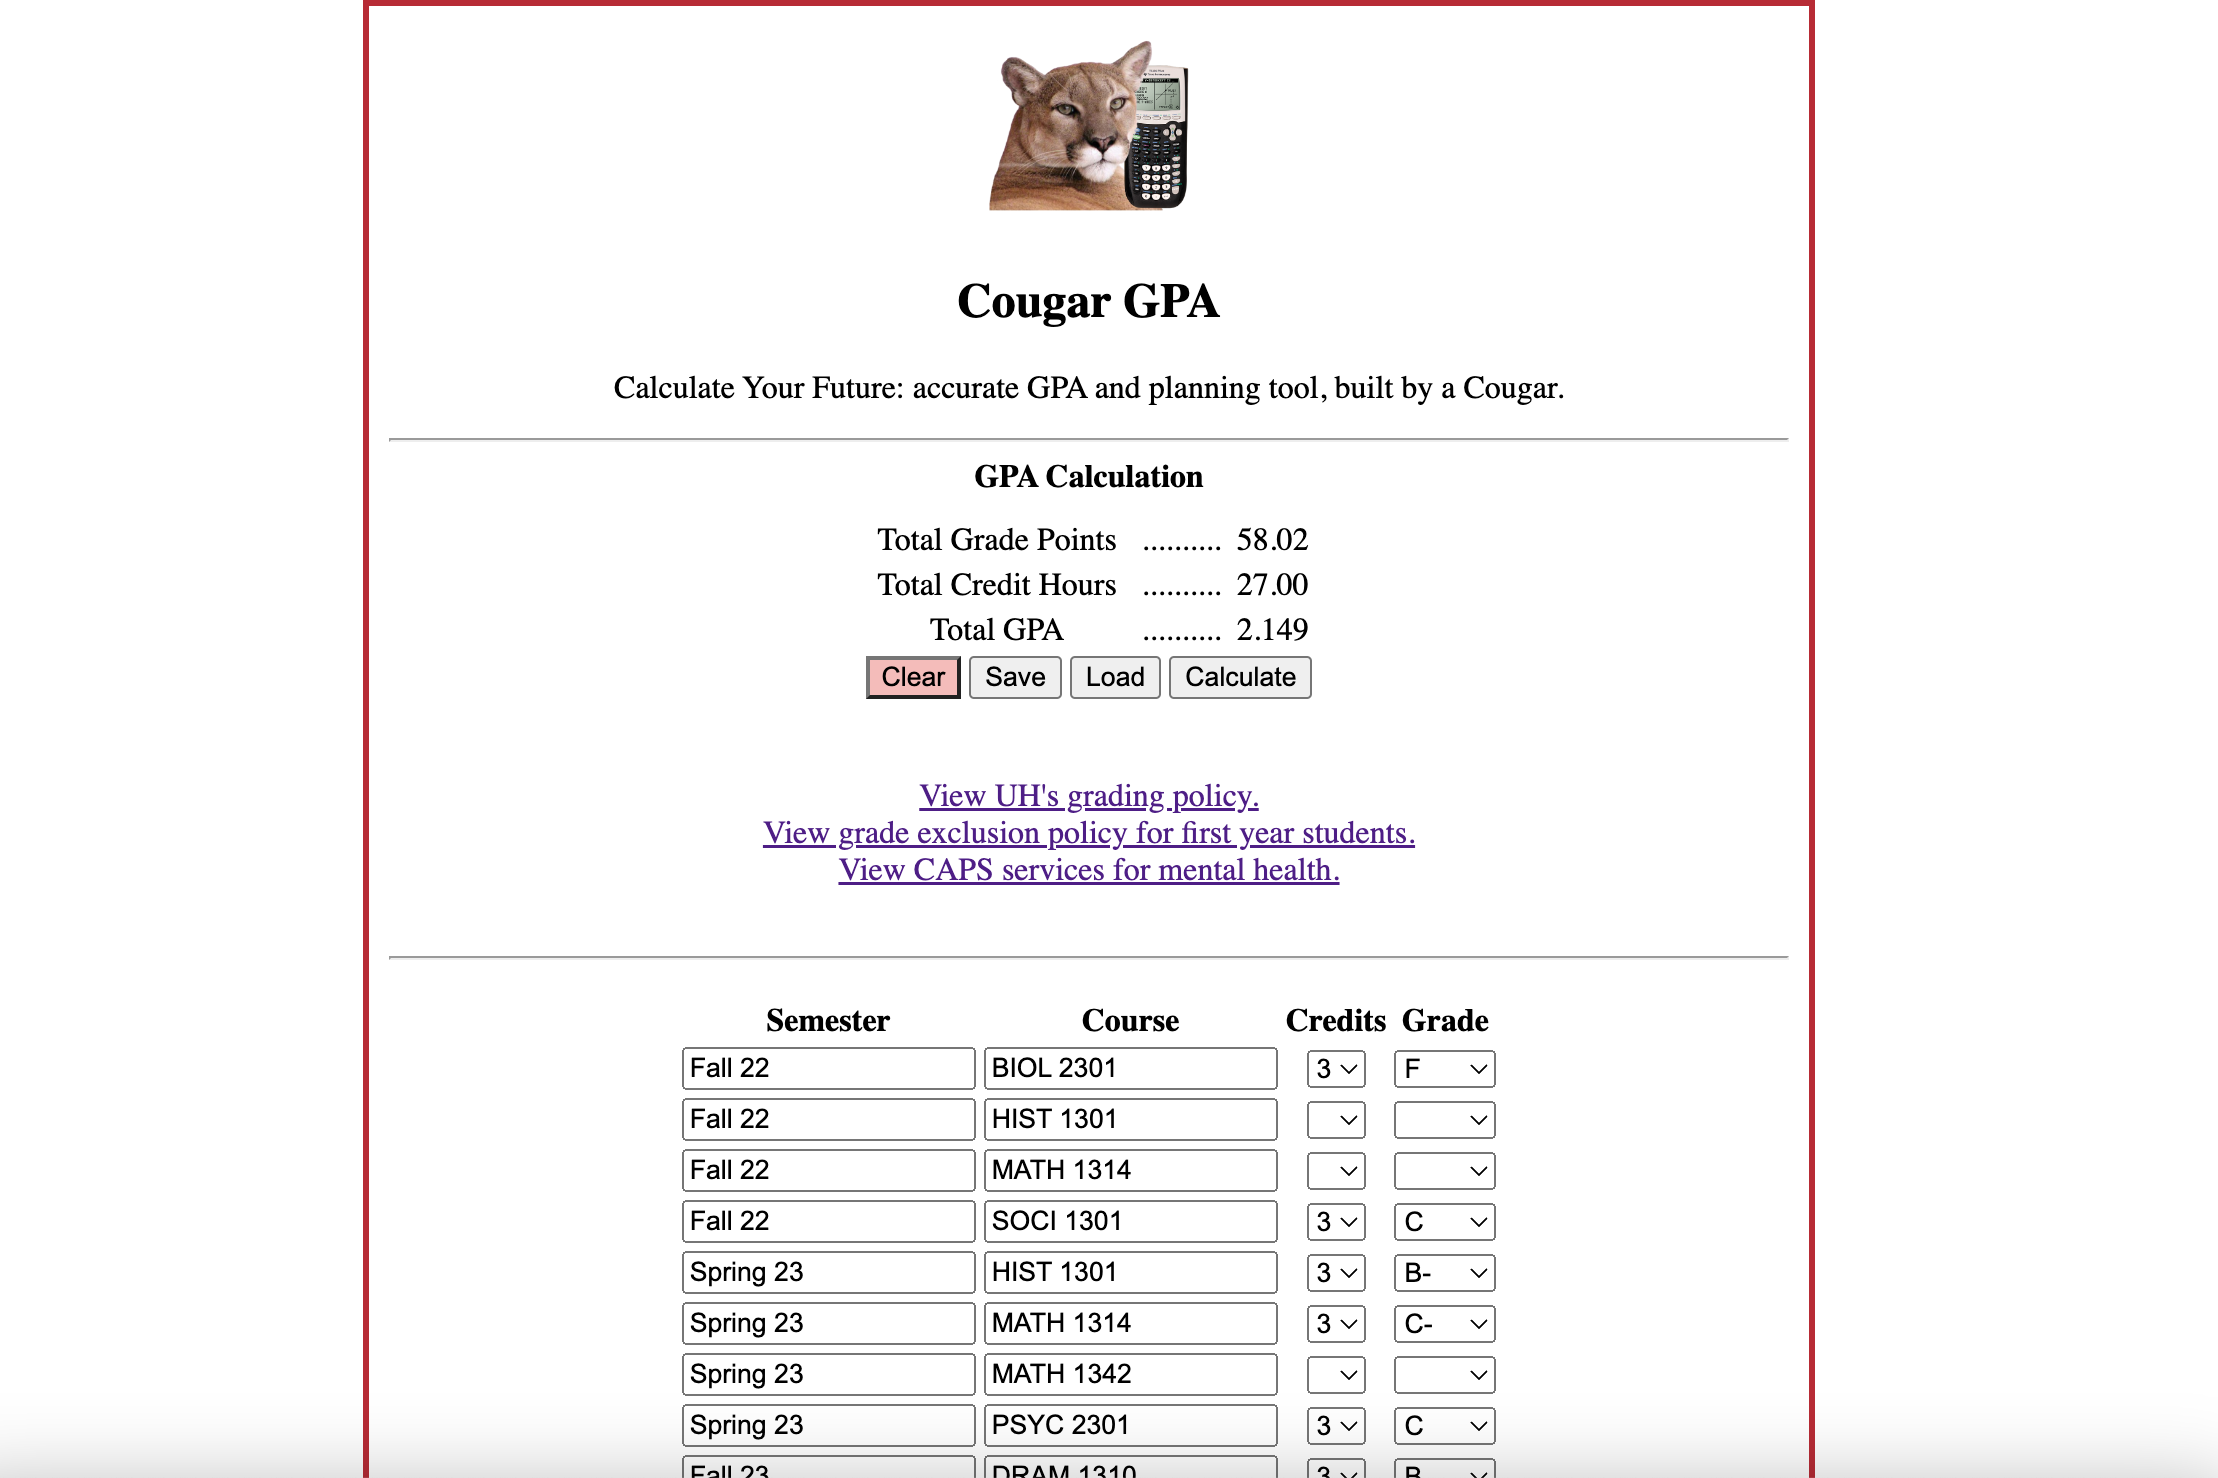 Cougar GPA
Calculate Your Future: accurate GPA and planning tool, built by a Cougar.
GPA Calculation
Total Grade Points .......... 58.02
Total Credit Hours .......... 27.00
Total GPA .......... 2.149
Clear Save Load Calculate
View UH's grading policy.
View grade exclusion policy for first year students.
View CAPS services for mental health.
Semester Course Credits Grade
Fall 22 BIOL 2301 3 F
Fall 22 HIST 1301
Fall 22 MATH 1314
Fall 22 SOCI 1301 3 C
Spring 23 HIST 1301 3 B-
Spring 23 MATH 1314 3 C-
Spring 23 MATH 1342
Spring 23 PSYC 2301 3 C
Fall 23 DRAM 1310 3 B